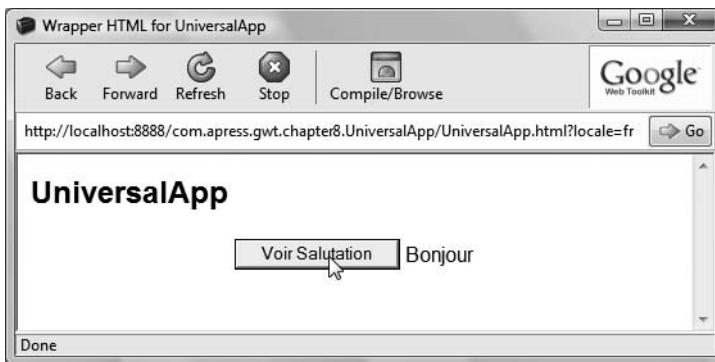 Wrapper HTML for UniversalApp
Back Forward Refresh Stop Compile/Browse
Google
Web Toolkit
http://localhost:8888/com.apress.gwt.chapter8.UniversalApp/UniversalApp.html?locale=fr Go
UniversalApp
Voir Salutation Bonjour
Done